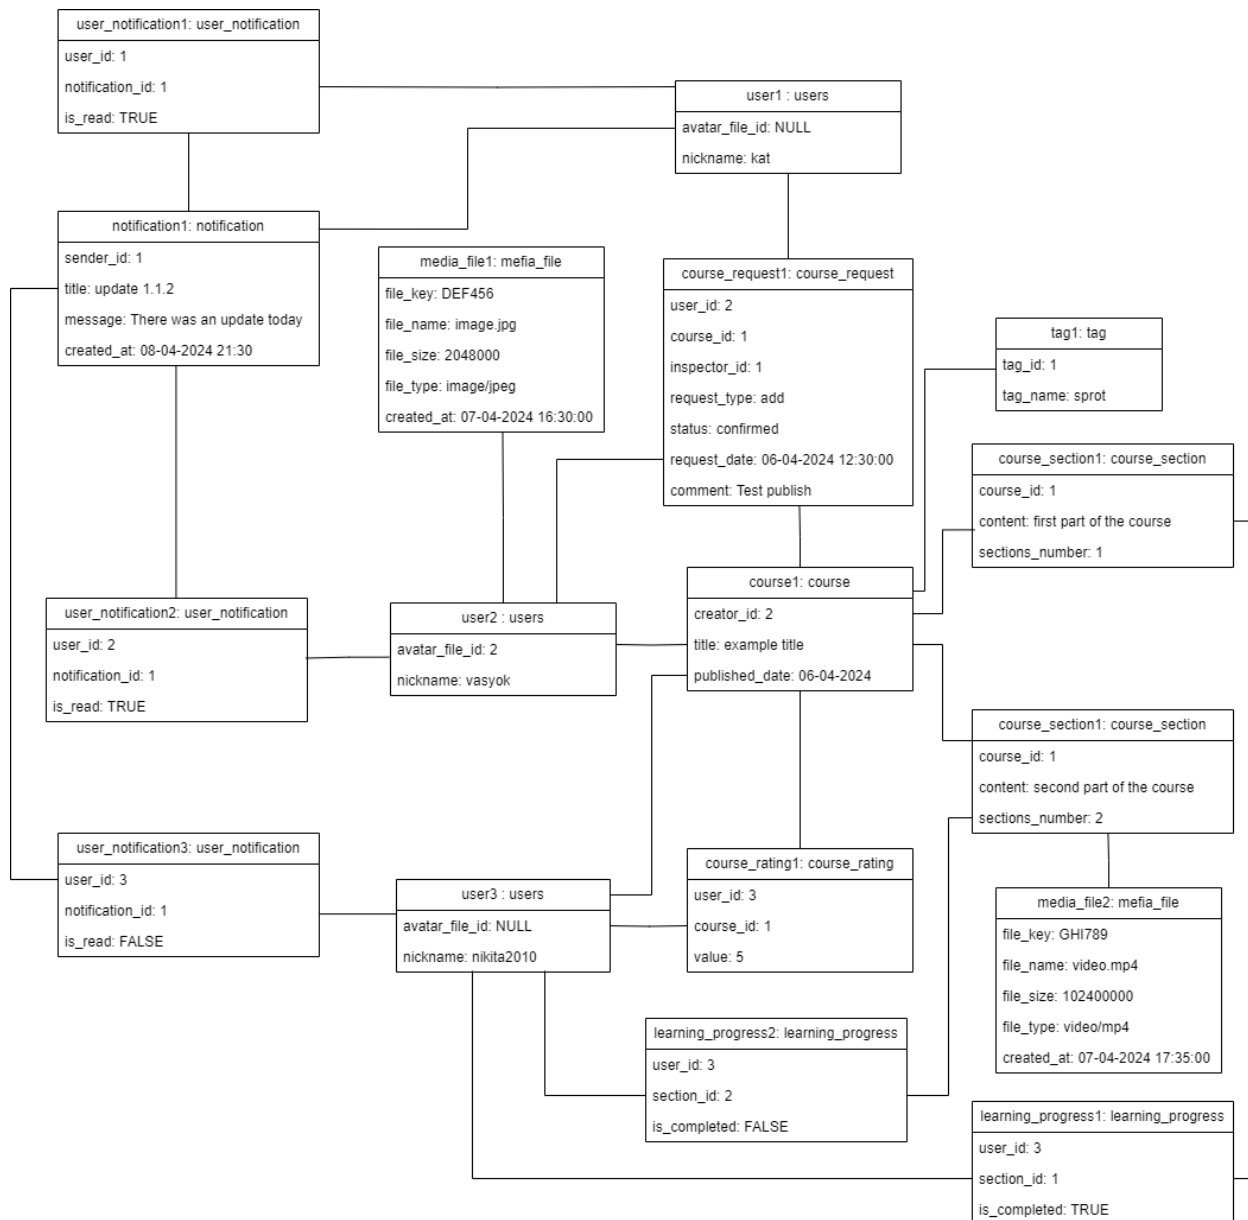 user_notification1: user_notification
user_id: 1
notification_id: 1
is_read: TRUE
user1 : users
avatar_file_id: NULL
nickname: kat
notification1: notification
sender_id: 1
title: update 1.1.2
message: There was an update today
created_at: 08-04-2024 21:30
media_file1: mefia_file
file_key: DEF456
file_name: image.jpg
file_size: 2048000
file_type: image/jpeg
created_at: 07-04-2024 16:30:00
course_request1: course_request
user_id: 2
course_id: 1
inspector_id: 1
request_type: add
status: confirmed
request_date: 06-04-2024 12:30:00
comment: Test publish
tag1: tag
tag_id: 1
tag_name: sprot
course_section1: course_section
course_id: 1
content: first part of the course
sections_number: 1
course1: course
creator_id: 2
title: example title
published_date: 06-04-2024
user_notification2: user_notification
user_id: 2
notification_id: 1
is_read: TRUE
user2 : users
avatar_file_id: 2
nickname: vasyok
course_section1: course_section
course_id: 1
content: second part of the course
sections_number: 2
user_notification3: user_notification
user_id: 3
notification_id: 1
is_read: FALSE
user3 : users
avatar_file_id: NULL
nickname: nikita2010
course_rating1: course_rating
user_id: 3
course_id: 1
value: 5
media_file2: mefia_file
file_key: GHI789
file_name: video.mp4
file_size: 102400000
file_type: video/mp4
created_at: 07-04-2024 17:35:00
learning_progress2: learning_progress
user_id: 3
section_id: 2
is_completed: FALSE
learning_progress1: learning_progress
user_id: 3
section_id: 1
is_completed: TRUE